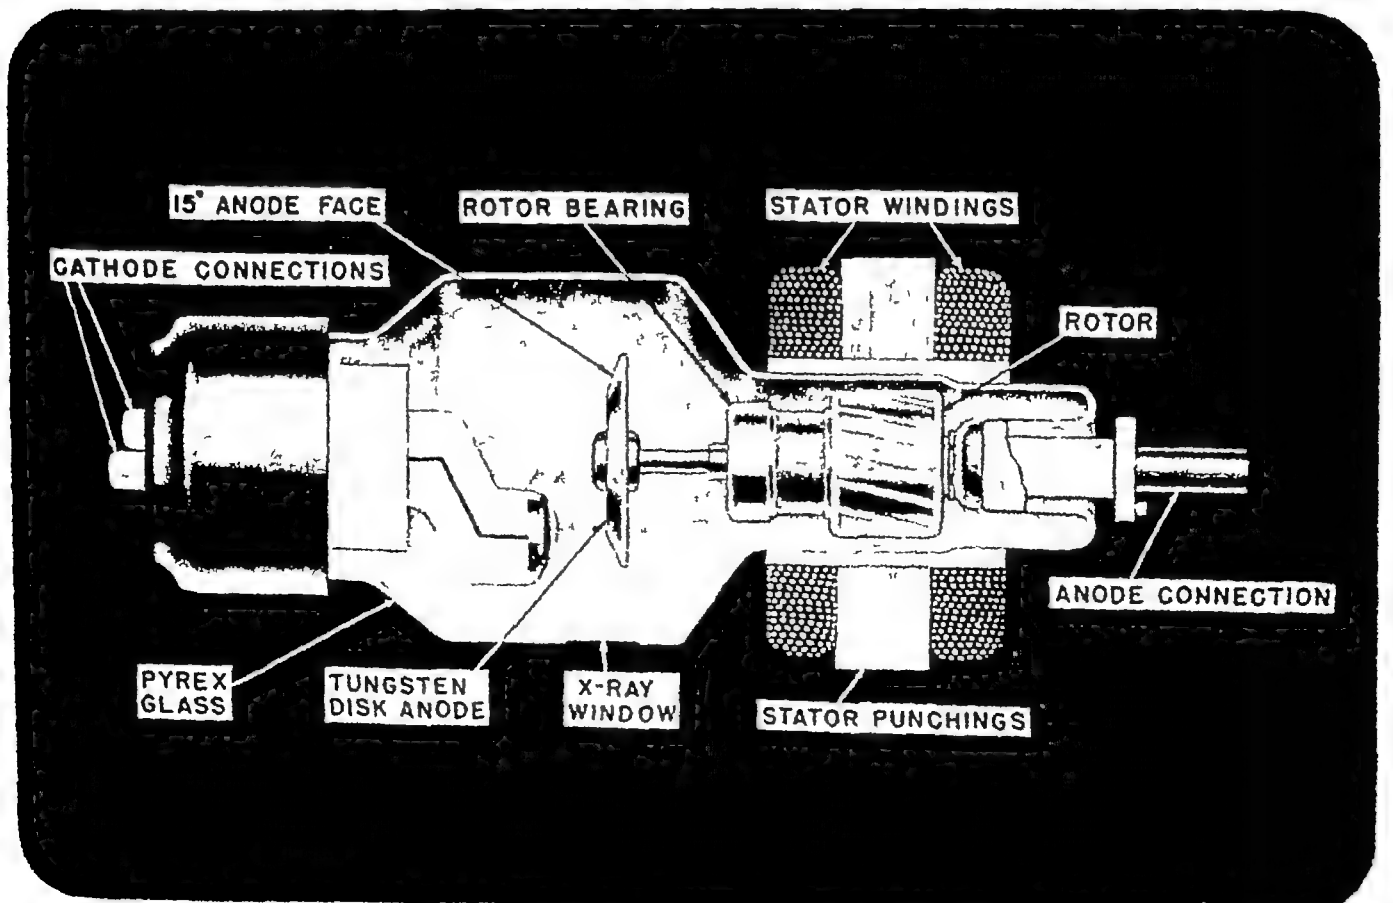 15° ANODE FACE
ROTOR BEARING
STATOR WINDINGS
CATHODE CONNECTIONS
ROTOR
ANODE CONNECTION
PYREX
GLASS
TUNGSTEN
DISK ANODE
X-RAY
WINDOW
STATOR PUNCHINGS